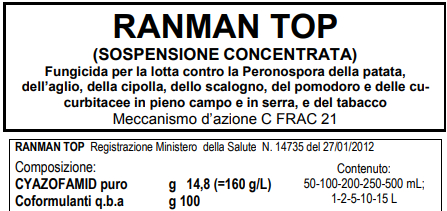 RANMAN TOP
(SOSPENSIONE CONCENTRATA)
Fungicida per la lotta contro la Peronospora della patata,
dell'aglio, della cipolla, dello scalogno, del pomodoro e delle cu-
curbitacee in pieno campo e in serra, e del tabacco
Meccanismo d'azione C FRAC 21
RANMAN TOP Registrazione Ministero della Salute N. 14735 del 27/01/2012
Composizione:
CYAZOFAMID puro g 14,8 (=160 g/L)
Coformulanti q.b.a g 100
Contenuto:
50-100-200-250-500 mL;
1-2-5-10-15 L